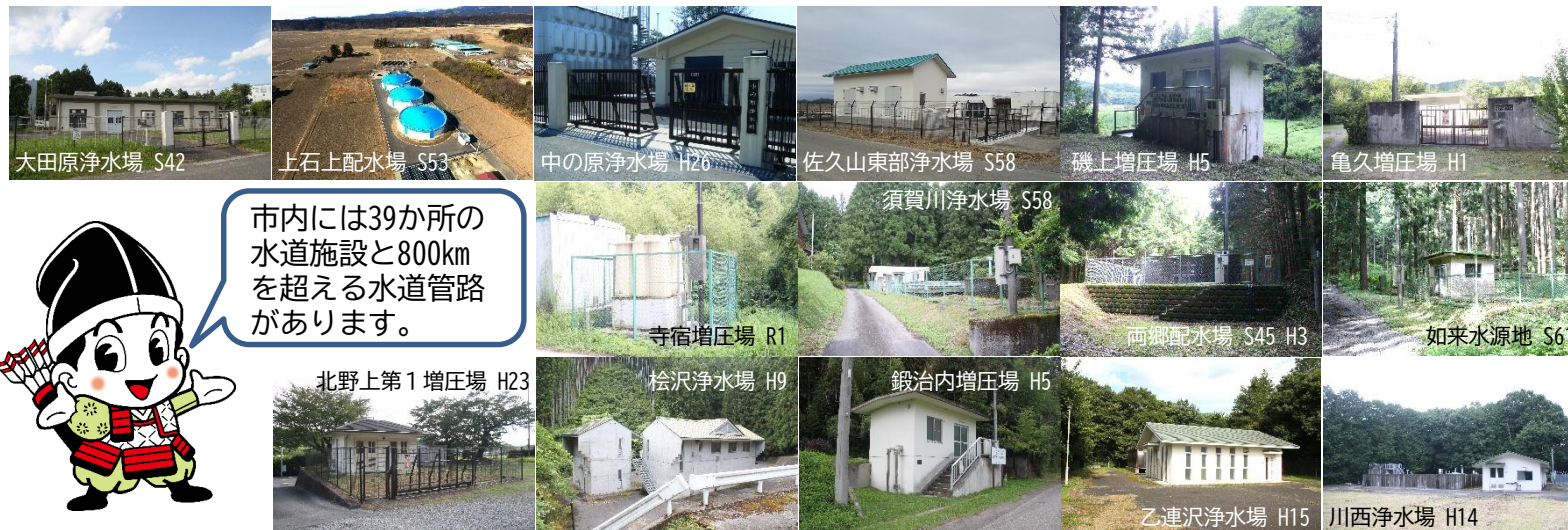 大田原浄水場 S42
上石上配水場 S53
中の原浄水場 H26
佐久山東部浄水場 S58
磯上増圧場 H5
亀久増圧場 H1
市内には39か所の
水道施設と800km
を超える水道管路
があります。
寺宿増圧場 R1
須賀川浄水場 S58
両郷配水場 S45 H3
如来水源地 S6
北野上第１増圧場 H23
桧沢浄水場 H9
鍛治内増圧場 H5
乙連沢浄水場 H15
川西浄水場 H14